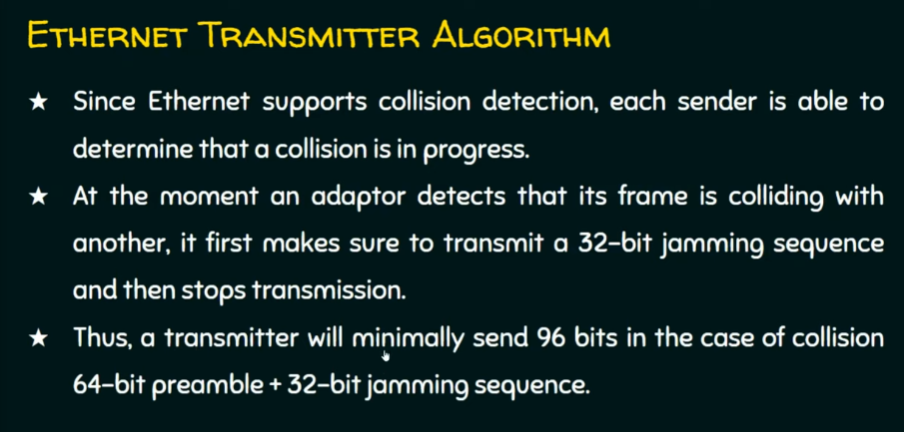 Ethernet Transmitter Algorithm
★ Since Ethernet supports collision detection, each sender is able to
determine that a collision is in progress.
★ At the moment an adaptor detects that its frame is colliding with
another, it first makes sure to transmit a 32-bit jamming sequence
and then stops transmission.
★ Thus, a transmitter will minimally send 96 bits in the case of collision
64-bit preamble + 32-bit jamming sequence.